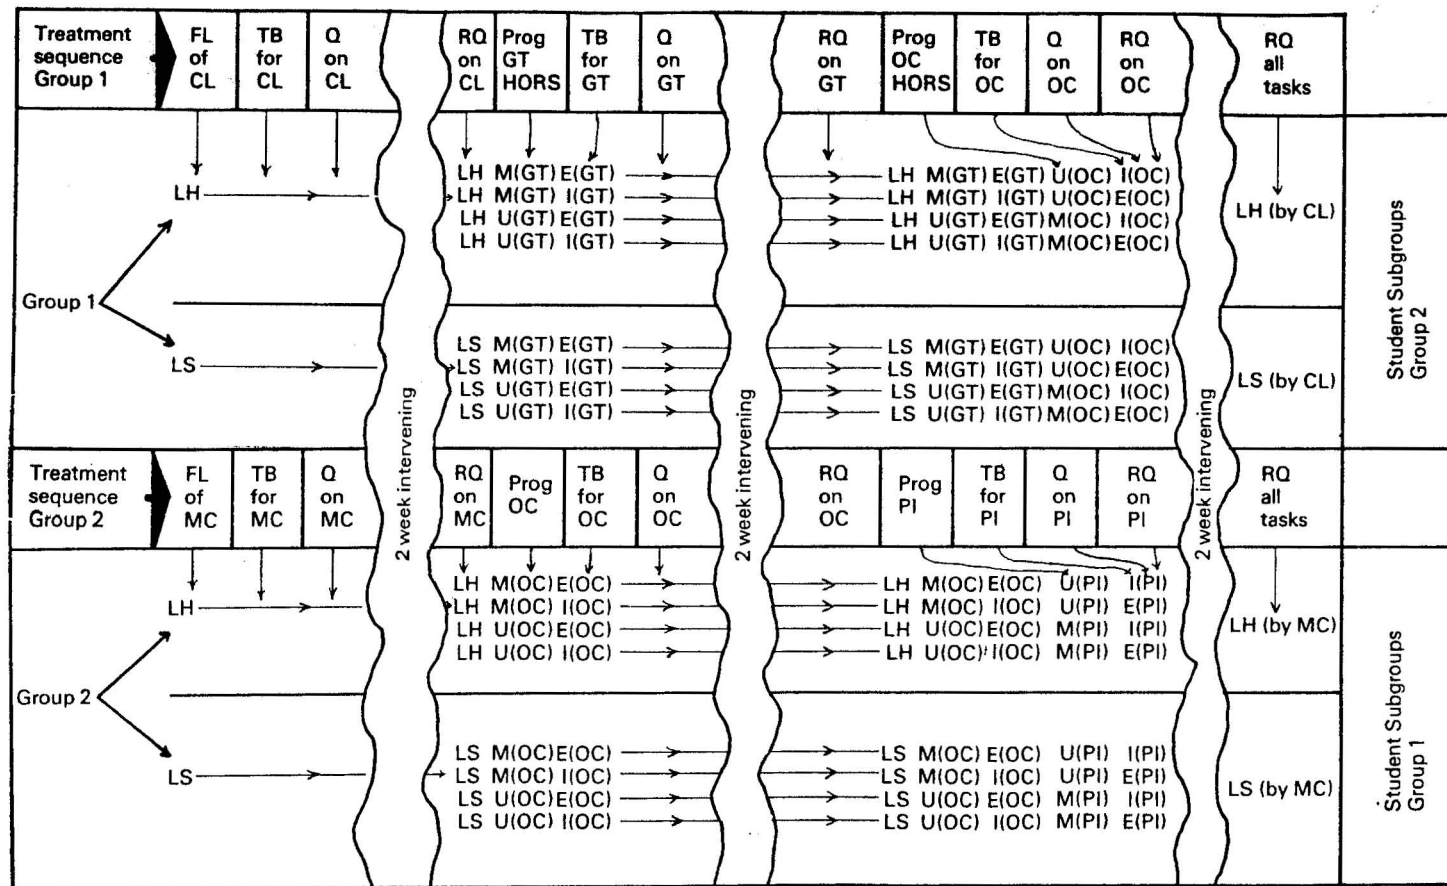 Treatment sequence Group 1
FL of CL
TB for CL
Q on CL
RQ on CL
Prog GT HORS
TB for GT
Q on GT
RQ on GT
Prog OC HORS
TB for OC
Q on OC
RQ on OC
RQ all tasks
Group 1
LH
LS
LH M(GT) E(GT)
LH M(GT) I(GT)
LH U(GT) E(GT)
LH U(GT) I(GT)
LH M(GT) E(GT) U(OC) I(OC)
LH M(GT) I(GT) U(OC) E(OC)
LH U(GT) E(GT) M(OC) I(OC)
LH U(GT) I(GT) M(OC) E(OC)
LH (by CL)
LS M(GT) E(GT)
LS M(GT) I(GT)
LS U(GT) E(GT)
LS U(GT) I(GT)
LS M(GT) E(GT) U(OC) I(OC)
LS M(GT) I(GT) U(OC) E(OC)
LS U(GT) E(GT) M(OC) I(OC)
LS U(GT) I(GT) M(OC) E(OC)
LS (by CL)
Student Subgroups
Group 2
2 week intervening
2 week intervening
2 week intervening
Treatment sequence Group 2
FL of MC
TB for MC
Q on MC
RQ on MC
Prog OC
TB for OC
Q on OC
RQ on OC
Prog PI
TB for PI
Q on PI
RQ on PI
RQ all tasks
Group 2
LH
LS
LH M(OC) E(OC)
LH M(OC) I(OC)
LH U(OC) E(OC)
LH U(OC) I(OC)
LH M(OC) E(OC) U(PI) I(PI)
LH M(OC) I(OC) U(PI) E(PI)
LH U(OC) E(OC) M(PI) I(PI)
LH U(OC) I(OC) M(PI) E(PI)
LH (by MC)
LS M(OC) E(OC)
LS M(OC) I(OC)
LS U(OC) E(OC)
LS U(OC) I(OC)
LS M(OC) E(OC) U(PI) I(PI)
LS M(OC) I(OC) U(PI) E(PI)
LS U(OC) E(OC) M(PI) I(PI)
LS U(OC) I(OC) M(PI) E(PI)
LS (by MC)
Student Subgroups
Group 1